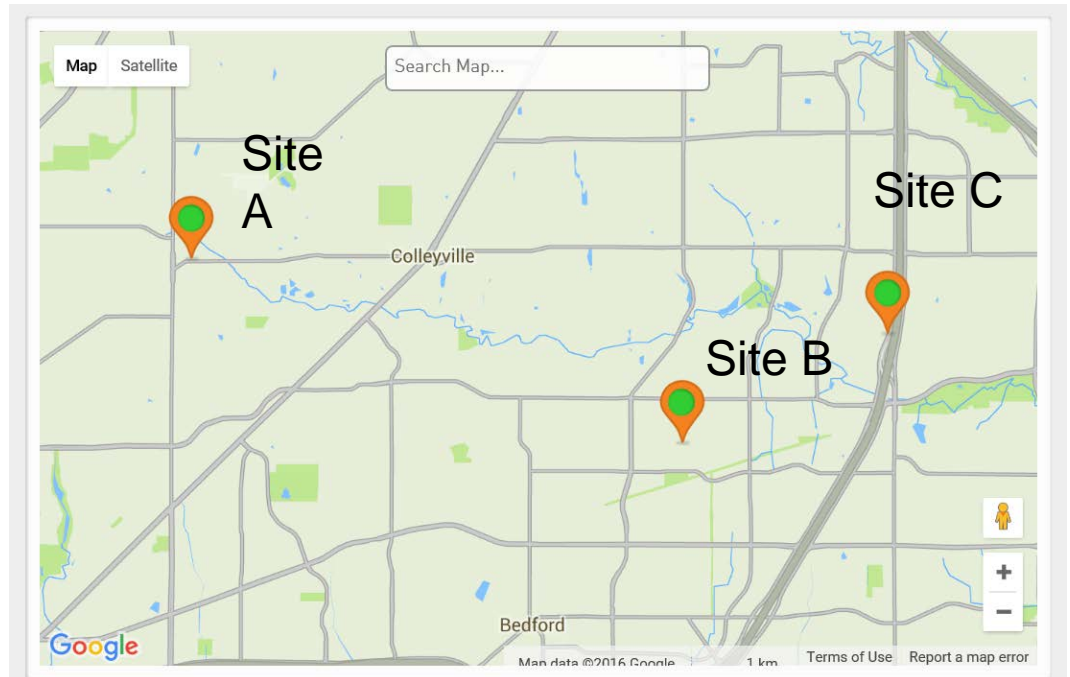 Map Satellite
Search Map...
Site
A
Site C
Colleyville
Site B
+
−
Bedford
Google
Map data ©2016 Google
1 km
Terms of Use
Report a map error